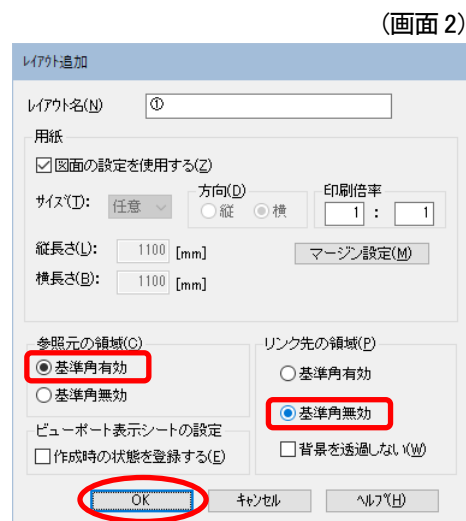 (画面 2)
レイアウト追加
レイアウト名(N) ①
用紙
図面の設定を使用する(Z)
サイズ(T): 任意 方向(D) 縦 横 印刷倍率 1 : 1
縦長さ(L): 1100 [mm] マージン設定(M)
横長さ(B): 1100 [mm]
参照元の領域(C) リンク先の領域(P)
基準角有効 基準角有効
基準角無効 基準角無効
ビューポート表示シートの設定 背景を透過しない(W)
作成時の状態を登録する(E)
OK キャンセル ヘルプ(H)